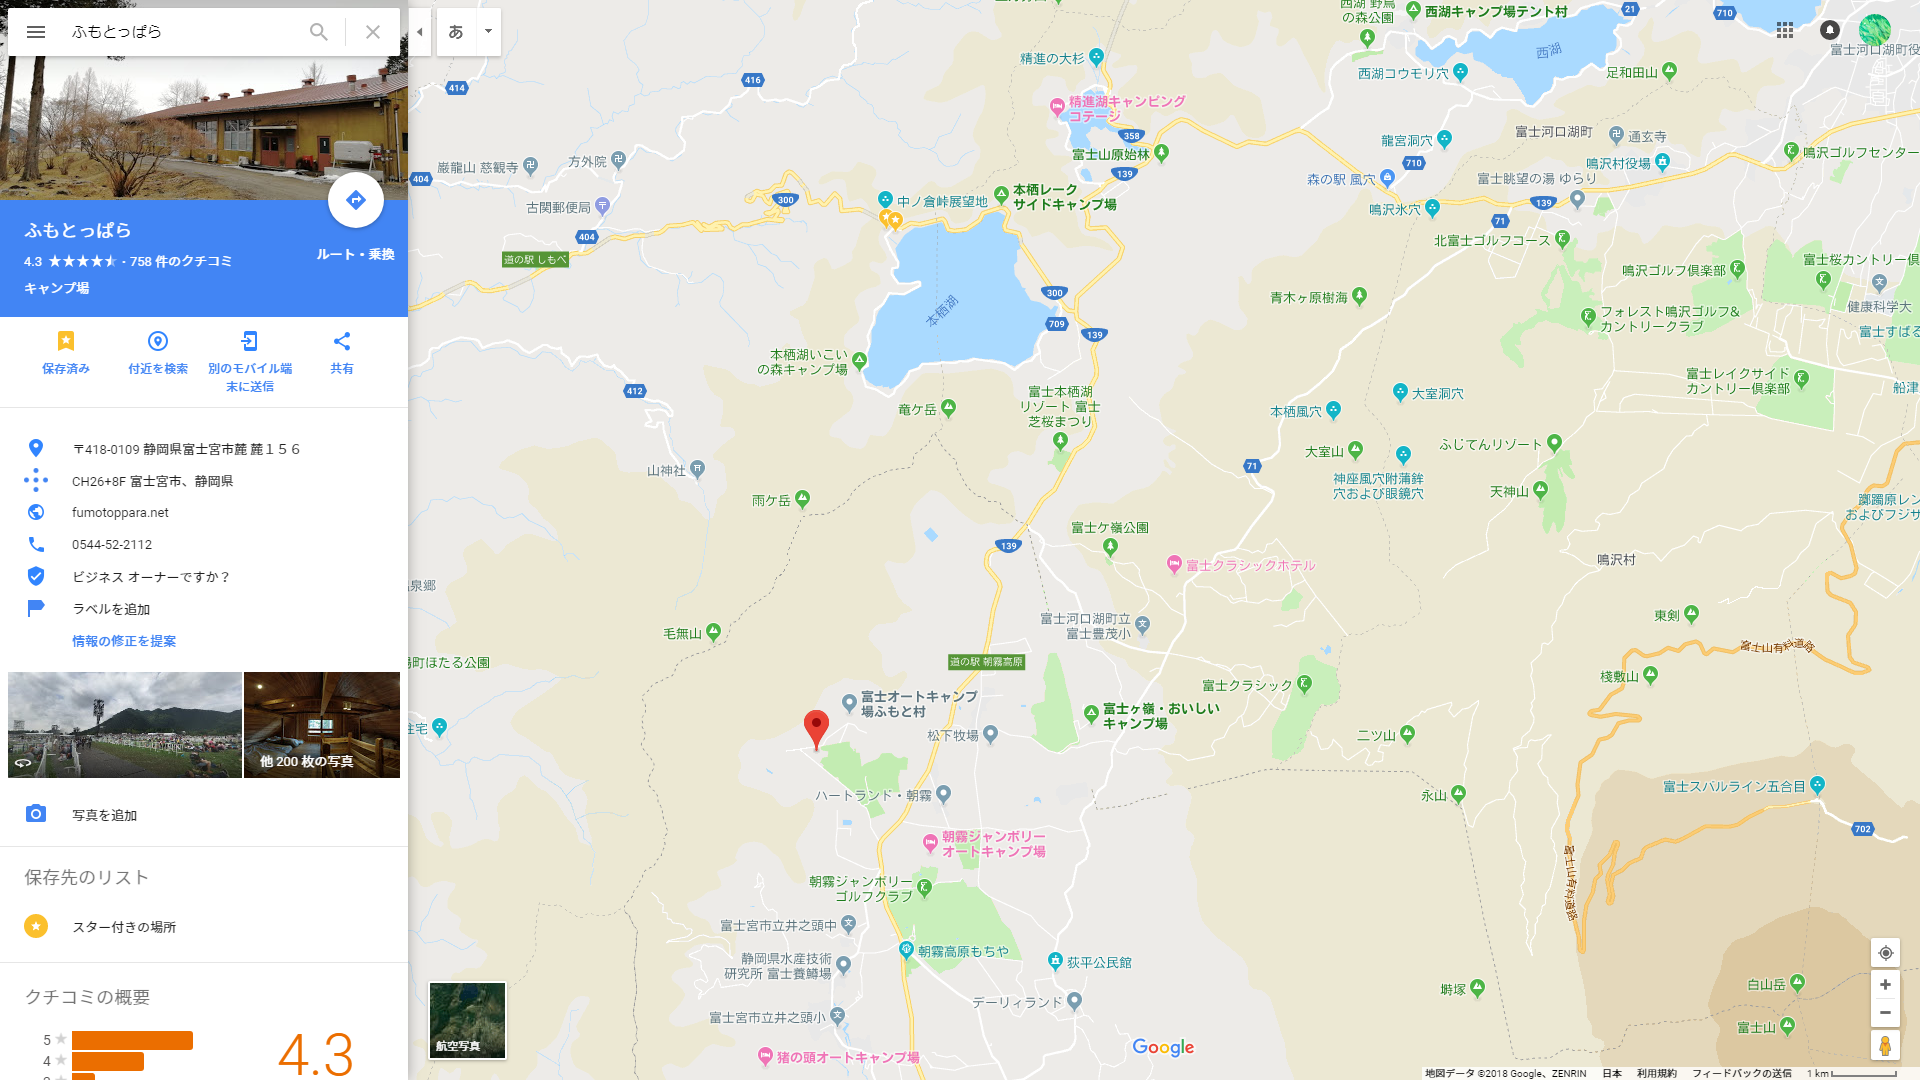 ふもとっぱら
あ
ふもとっぱら
4.3 ★★★★★ - 758 件のクチコミ
キャンプ場
ルート・乗換
保存済み
付近を検索
別のモバイル端
末に送信
共有
〒418-0109 静岡県富士宮市麓 麓１５６
CH26+8F 富士宮市、静岡県
fumotoppara.net
0544-52-2112
ビジネス オーナーですか？
ラベルを追加
情報の修正を提案
他 200 枚の写真
写真を追加
保存先のリスト
スター付きの場所
クチコミの概要
5
4
4.3
航空写真
西湖 野鳥
の森公園
西湖キャンプ場テント村
21
710
富士河口湖町役
精進の大杉
西湖
西湖コウモリ穴
足和田山
414
416
精進湖キャンピング
コテージ
358
富士山原始林
139
龍宮洞穴
富士河口湖町
通玄寺
710
鳴沢村役場
鳴沢ゴルフセンター
巌龍山 慈観寺
方外院
404
森の駅 風穴
富士眺望の湯 ゆらり
300
中ノ倉峠展望地
本栖レーク
サイドキャンプ場
古関郵便局
鳴沢氷穴
139
71
404
北富士ゴルフコース
道の駅 しもべ
鳴沢ゴルフ倶楽部
富士桜カントリー倶
300
青木ヶ原樹海
健康科学大
本栖湖
709
139
フォレスト鳴沢ゴルフ&
カントリークラブ
富士すばる
本栖湖いこい
の森キャンプ場
412
富士レイクサイド
カントリー倶楽部
船津
富士本栖湖
リゾート 富士
芝桜まつり
竜ケ岳
大室洞穴
本栖風穴
大室山
ふじてんリゾート
山神社
71
神座風穴附蒲鉾
穴および眼鏡穴
天神山
雨ケ岳
躑躅原レン
およびフジザ
富士ケ嶺公園
139
富士クラシックホテル
鳴沢村
泉郷
富士河口湖町立
富士豊茂小
東剣
毛無山
富士山有料道路
町ほたる公園
道の駅 朝霧高原
桟敷山
富士クラシック
富士オートキャンプ
場ふもと村
富士ヶ嶺・おいしい
キャンプ場
住宅
松下牧場
二ツ山
ハートランド・朝霧
永山
富士スバルライン五合目
702
朝霧ジャンボリー
オートキャンプ場
富士山有料道路
朝霧ジャンボリー
ゴルフクラブ
富士宮市立井之頭中
静岡県水産技術
研究所 富士養鱒場
朝霧高原もちや
荻平公民館
デーリィランド
白山岳
富士宮市立井之頭小
富士山
猪の頭オートキャンプ場
Google
地図データ ©2018 Google、ZENRIN 日本 利用規約 フィードバックの送信 1 km